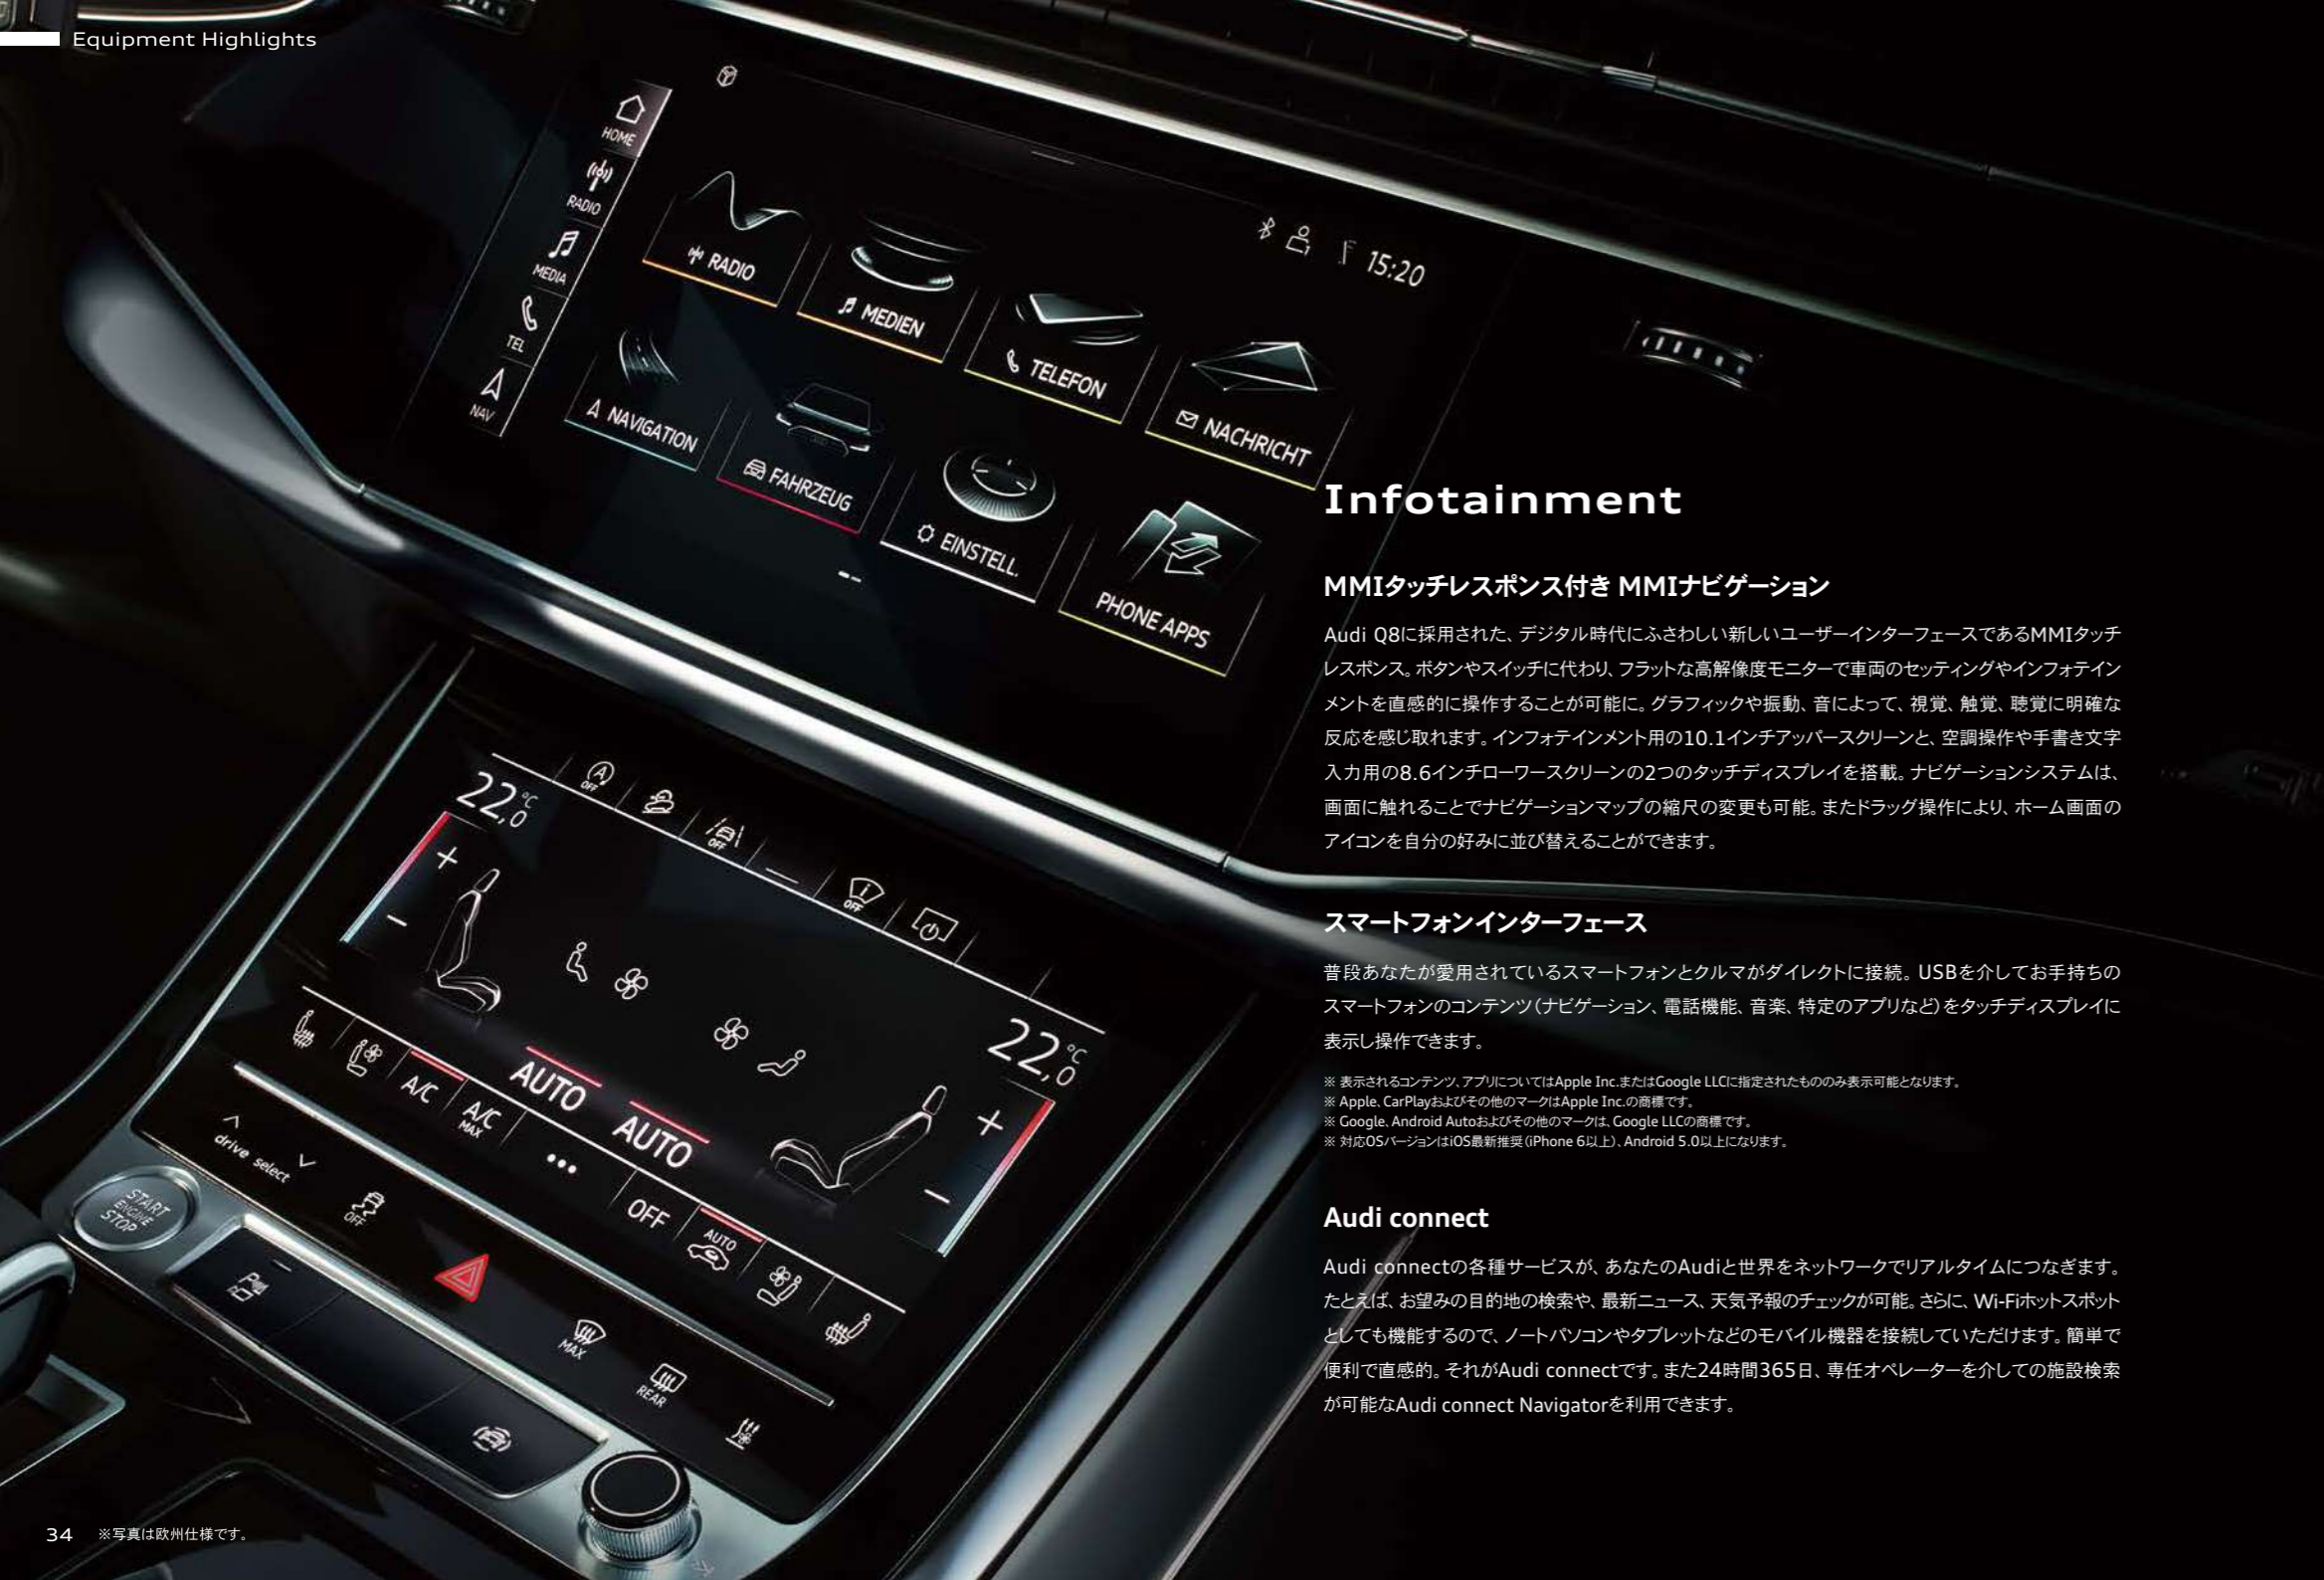 Equipment Highlights
HOME
RADIO
MEDIA
TEL
NAV
15:20
RADIO
MEDIEN
TELEFON
NACHRICHT
NAVIGATION
FAHRZEUG
EINSTELL.
PHONE APPS
22,0 °C
OFF
OFF
OFF
22,0 °C
A/C
A/C MAX
AUTO
AUTO
OFF
AUTO
drive select
START
ENGINE
STOP
OFF
MAX
REAR
Infotainment
MMIタッチレスポンス付き MMIナビゲーション
Audi Q8に採用された、デジタル時代にふさわしい新しいユーザーインターフェースであるMMIタッチ
レスポンス。ボタンやスイッチに代わり、フラットな高解像度モニターで車両のセッティングやインフォテイン
メントを直感的に操作することが可能に。グラフィックや振動、音によって、視覚、触覚、聴覚に明確な
反応を感じ取れます。インフォテインメント用の10.1インチアッパースクリーンと、空調操作や手書き文字
入力用の8.6インチローワースクリーンの2つのタッチディスプレイを搭載。ナビゲーションシステムは、
画面に触れることでナビゲーションマップの縮尺の変更も可能。またドラッグ操作により、ホーム画面の
アイコンを自分の好みに並び替えることができます。
スマートフォンインターフェース
普段あなたが愛用されているスマートフォンとクルマがダイレクトに接続。USBを介してお手持ちの
スマートフォンのコンテンツ（ナビゲーション、電話機能、音楽、特定のアプリなど）をタッチディスプレイに
表示し操作できます。
※ 表示されるコンテンツ、アプリについてはApple Inc.またはGoogle LLCに指定されたもののみ表示可能となります。
※ Apple、CarPlayおよびその他のマークはApple Inc.の商標です。
※ Google、Android Autoおよびその他のマークは、Google LLCの商標です。
※ 対応OSバージョンはiOS最新推奨（iPhone 6以上）、Android 5.0以上になります。
Audi connect
Audi connectの各種サービスが、あなたのAudiと世界をネットワークでリアルタイムにつなぎます。
たとえば、お望みの目的地の検索や、最新ニュース、天気予報のチェックが可能。さらに、Wi-Fiホットスポット
としても機能するので、ノートパソコンやタブレットなどのモバイル機器を接続していただけます。簡単で
便利で直感的。それがAudi connectです。また24時間365日、専任オペレーターを介しての施設検索
が可能なAudi connect Navigatorを利用できます。
34 ※写真は欧州仕様です。